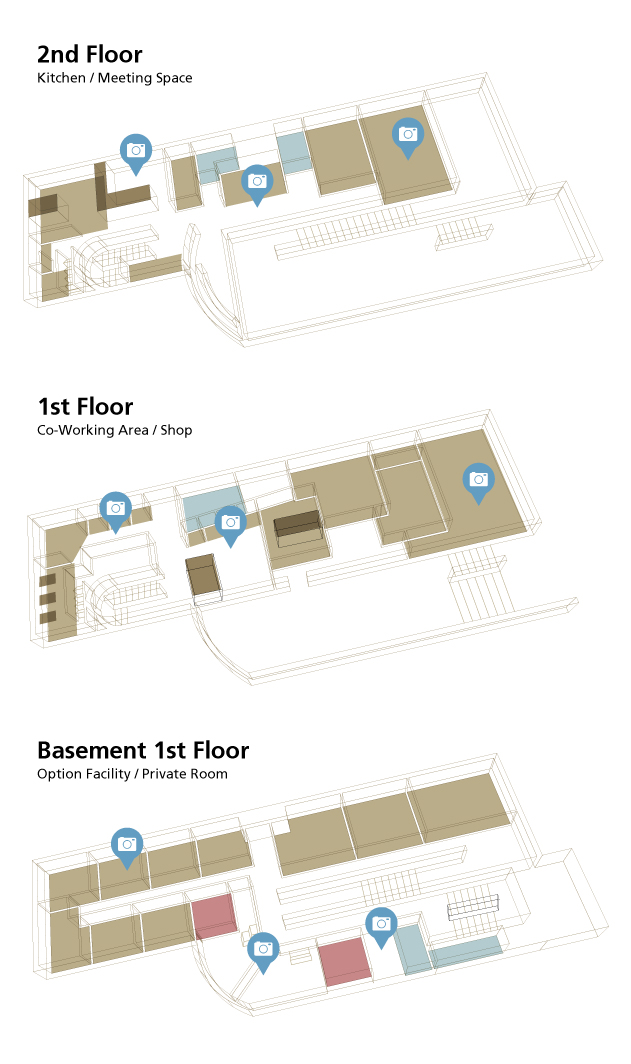 2nd Floor
Kitchen / Meeting Space
1st Floor
Co-Working Area / Shop
Basement 1st Floor
Option Facility / Private Room